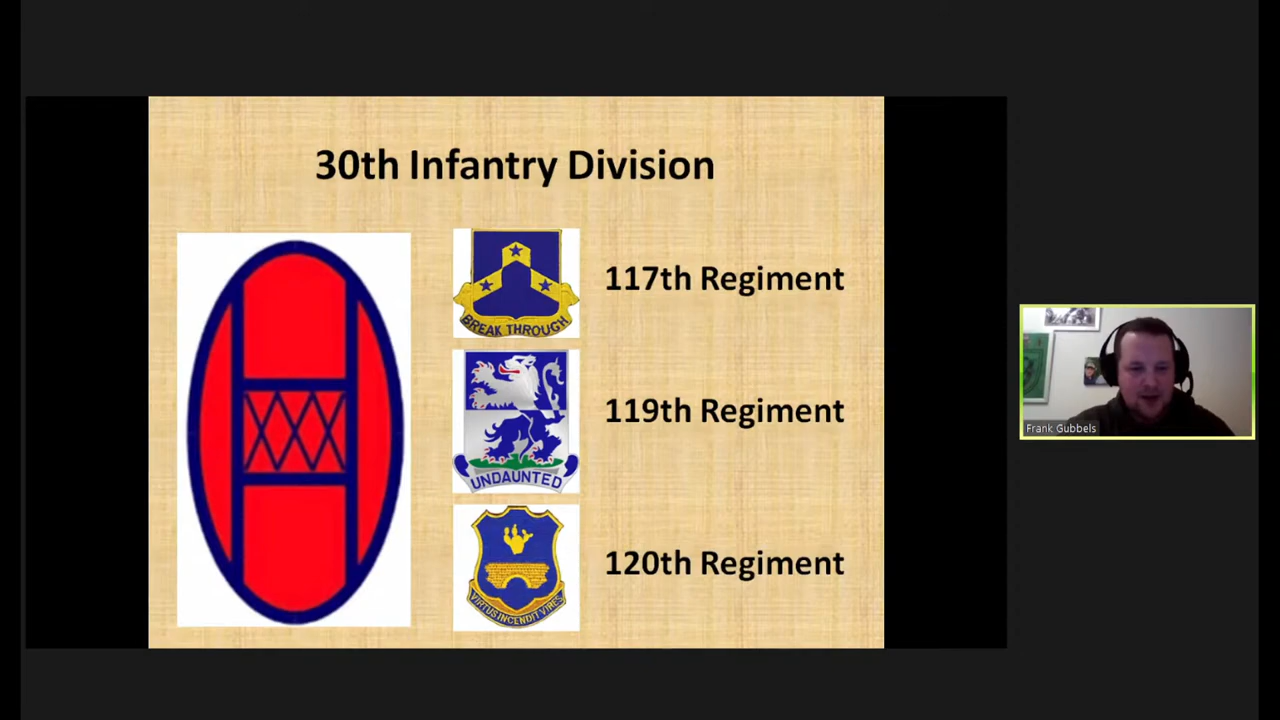 30th Infantry Division
BREAK THROUGH
117th Regiment
UNDAUNTED
119th Regiment
VIRTUS INCENDIT VIRES
120th Regiment
Frank Gubbels